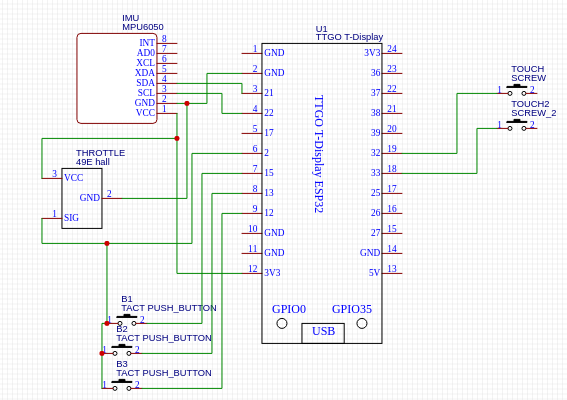 IMU
MPU6050
INT 8
AD0 7
XCL 6
XDA 5
SDA 4
SCL 3
GND 2
VCC 1
U1
TTGO T-Display
1 GND
2 GND
3 21
4 22
5 17
6 2
7 15
8 13
9 12
10 GND
11 GND
12 3V3
TTGO T-Display ESP32
3V3 24
36 23
37 22
38 21
39 20
32 19
33 18
25 17
26 16
27 15
GND 14
5V 13
GPIO0
GPIO35
USB
TOUCH
SCREW
1 2
TOUCH2
SCREW_2
1 2
THROTTLE
49E hall
3 VCC
GND 2
1 SIG
B1
TACT PUSH_BUTTON
1 2
B2
TACT PUSH_BUTTON
1 2
B3
TACT PUSH_BUTTON
1 2